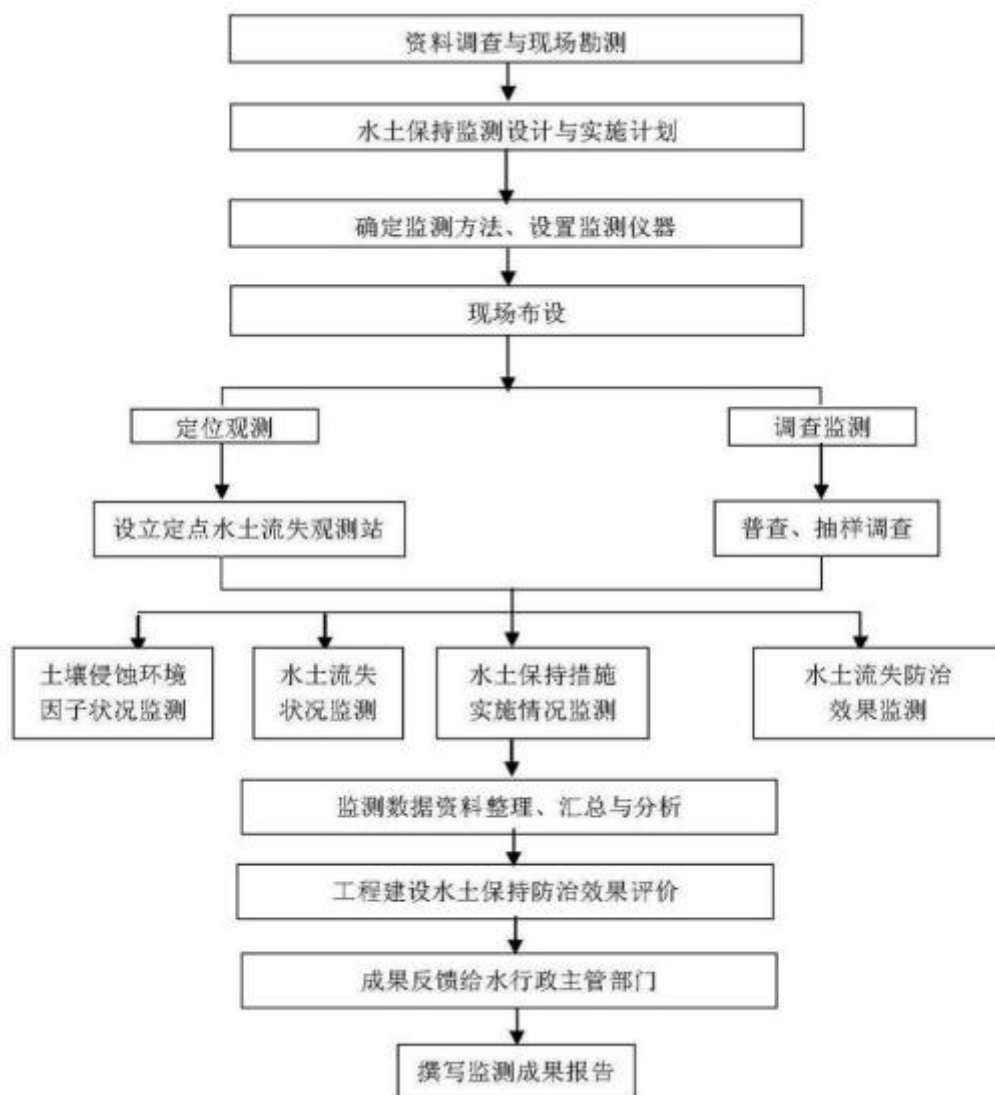 资料调查与现场勘测
水土保持监测设计与实施计划
确定监测方法、设置监测仪器
现场布设
定位观测
调查监测
设立定点水土流失观测站
普查、抽样调查
土壤侵蚀环境
因子状况监测
水土流失
状况监测
水土保持措施
实施情况监测
水土流失防治
效果监测
监测数据资料整理、汇总与分析
工程建设水土保持防治效果评价
成果反馈给水行政主管部门
撰写监测成果报告